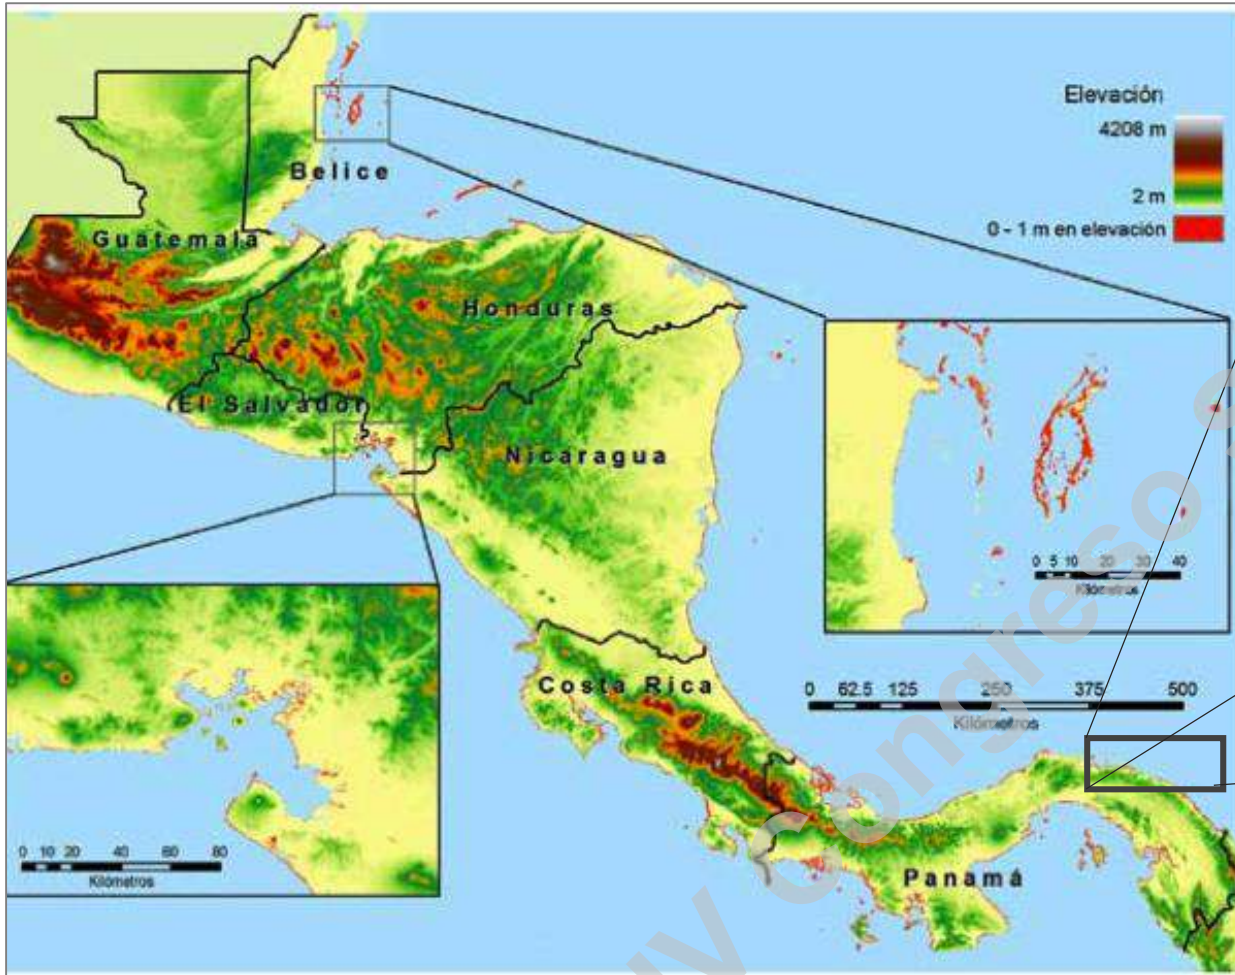 Elevación
4208 m
2 m
0 - 1 m en elevación
Belice
Guatemala
Honduras
El Salvador
Nicaragua
0 5 10 20 30 40
Kilómetros
Costa Rica
0 62.5 125 250 375 500
Kilómetros
0 10 20 40 60 80
Kilómetros
Panamá
Congreso